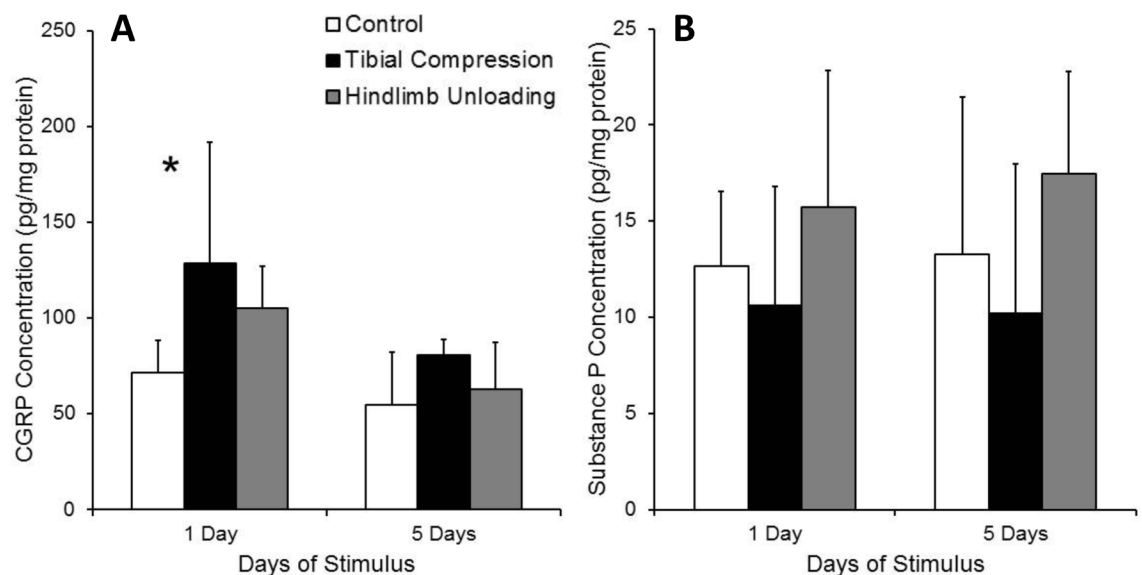 A
Control
Tibial Compression
Hindlimb Unloading
*
CGRP Concentration (pg/mg protein)
250
200
150
100
50
0
1 Day
5 Days
Days of Stimulus
B
Substance P Concentration (pg/mg protein)
25
20
15
10
5
0
1 Day
5 Days
Days of Stimulus